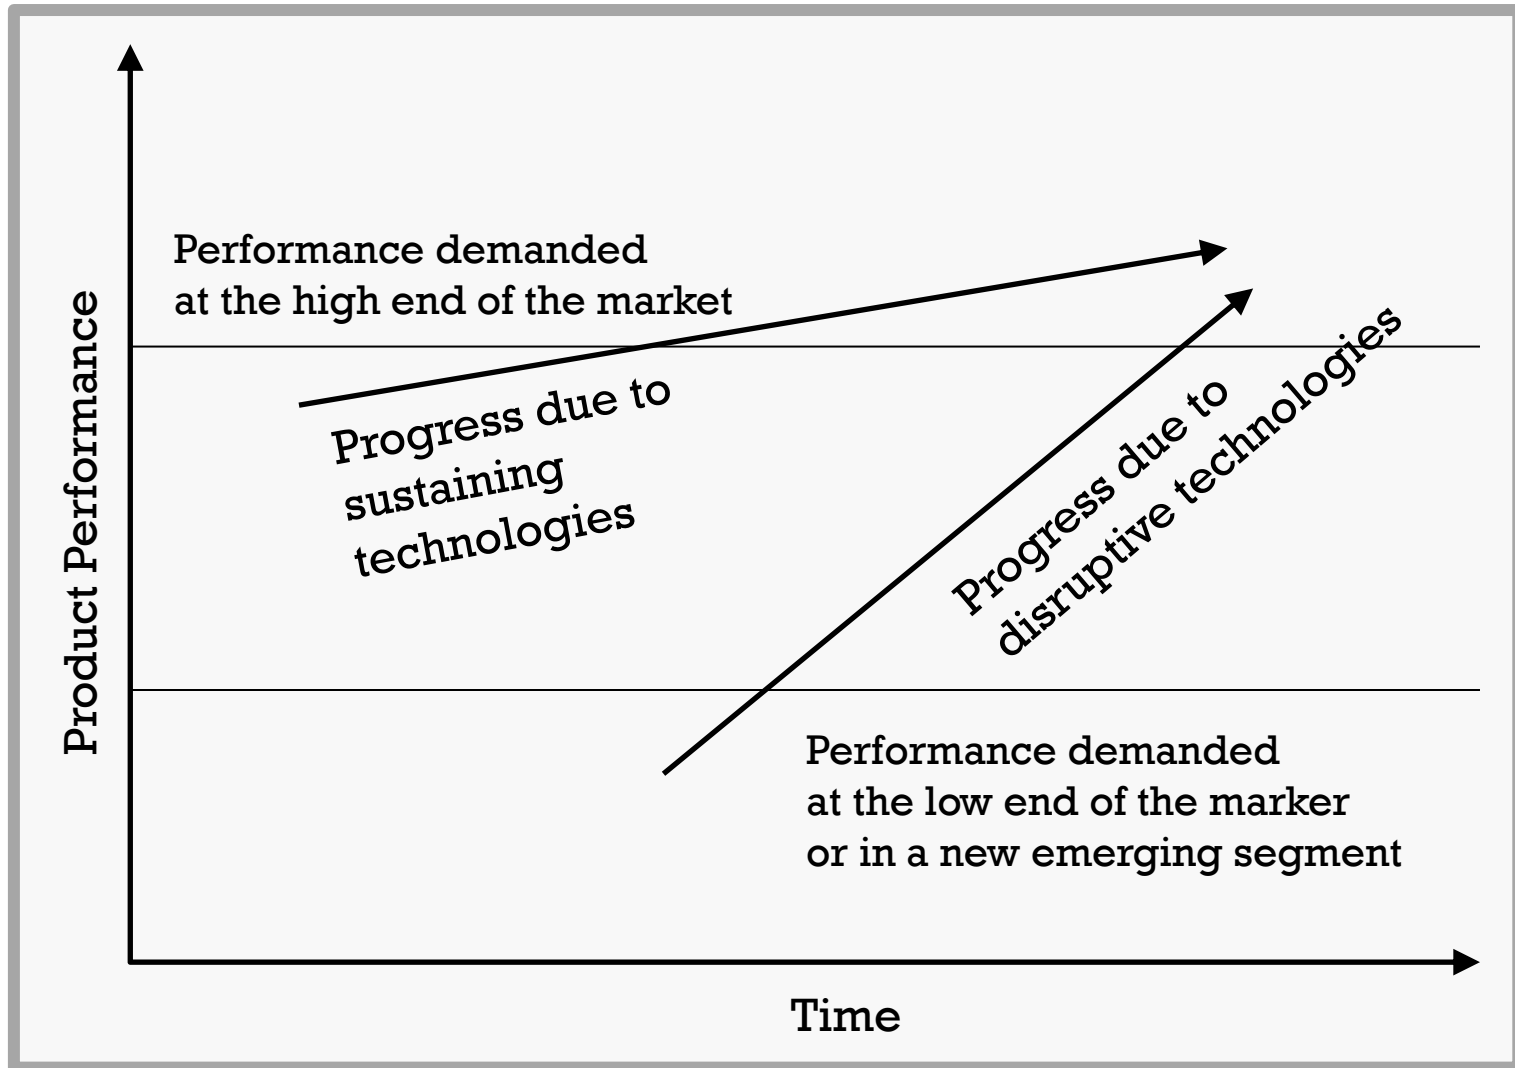 Performance demanded
at the high end of the market
Product Performance
Progress due to
sustaining
technologies
Progress due to
disruptive technologies
Performance demanded
at the low end of the marker
or in a new emerging segment
Time